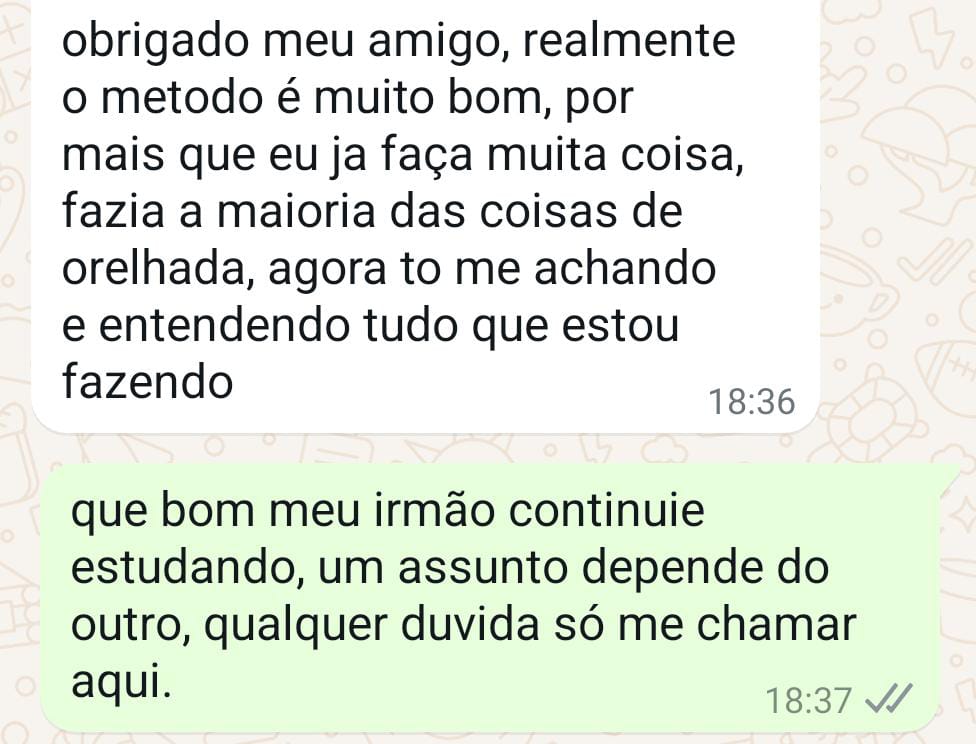 obrigado meu amigo, realmente
o metodo é muito bom, por
mais que eu ja faça muita coisa,
fazia a maioria das coisas de
orelhada, agora to me achando
e entendendo tudo que estou
fazendo
18:36
que bom meu irmão continuie
estudando, um assunto depende do
outro, qualquer duvida só me chamar
aqui.
18:37